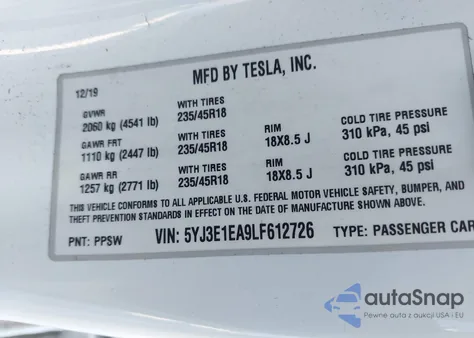 MFD BY TESLA, INC.
12/19
GVWR WITH TIRES
2060 kg (4541 lb) 235/45R18
GAWR FRT WITH TIRES RIM COLD TIRE PRESSURE
1110 kg (2447 lb) 235/45R18 18X8.5 J 310 kPa, 45 psi
GAWR RR WITH TIRES RIM COLD TIRE PRESSURE
1257 kg (2771 lb) 235/45R18 18X8.5 J 310 kPa, 45 psi
THIS VEHICLE CONFORMS TO ALL APPLICABLE U.S. FEDERAL MOTOR VEHICLE SAFETY, BUMPER, AND
THEFT PREVENTION STANDARDS IN EFFECT ON THE DATE OF MANUFACTURE SHOWN ABOVE.
PNT: PPSW VIN: 5YJ3E1EA9LF612726 TYPE: PASSENGER CAR
autoSnap
Pewne auta z aukcji USA i EU